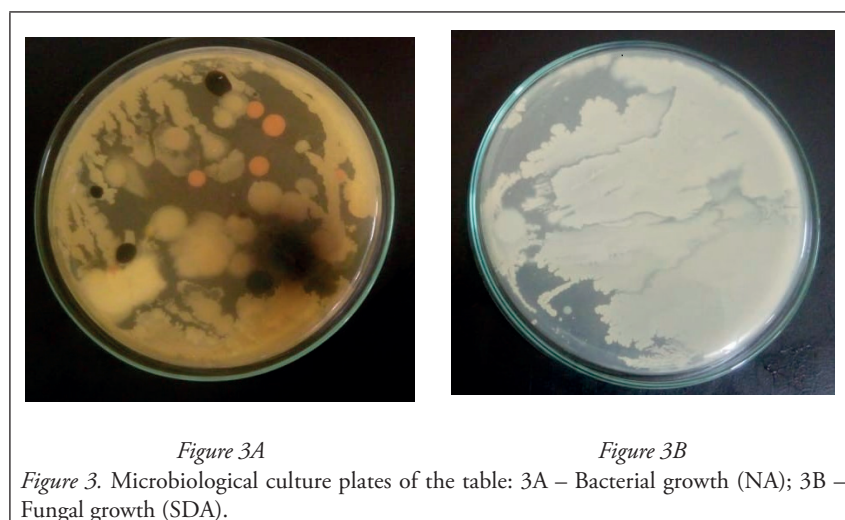 Figure 3A
Figure 3B
Figure 3. Microbiological culture plates of the table: 3A – Bacterial growth (NA); 3B –
Fungal growth (SDA).